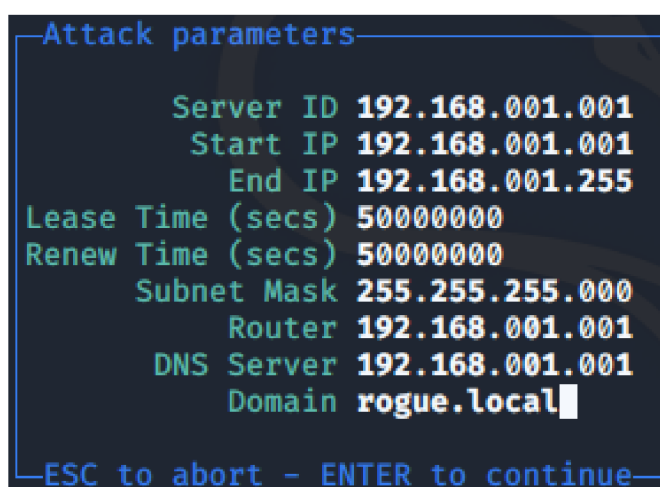 Attack parameters
Server ID 192.168.001.001
Start IP 192.168.001.001
End IP 192.168.001.255
Lease Time (secs) 50000000
Renew Time (secs) 50000000
Subnet Mask 255.255.255.000
Router 192.168.001.001
DNS Server 192.168.001.001
Domain rogue.local
ESC to abort - ENTER to continue